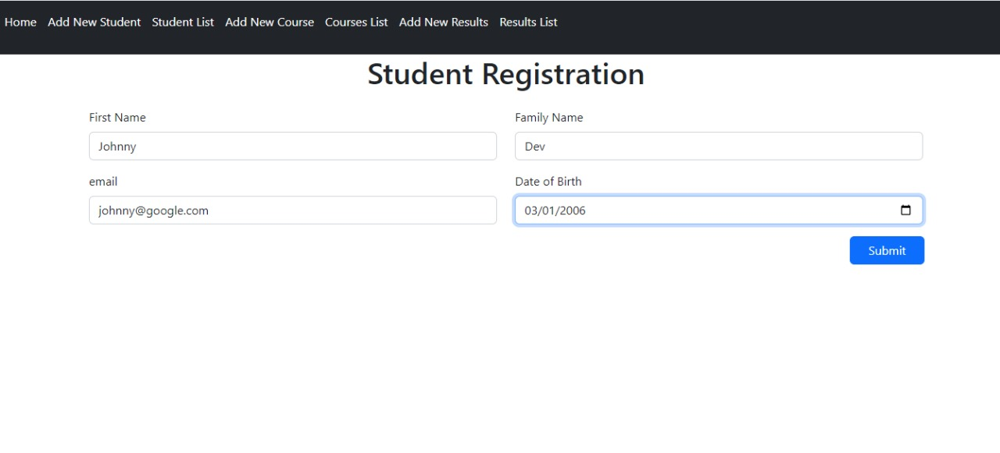 Home Add New Student Student List Add New Course Courses List Add New Results Results List
Student Registration
First Name Family Name
Johnny Dev
email Date of Birth
johnny@google.com 03/01/2006
Submit